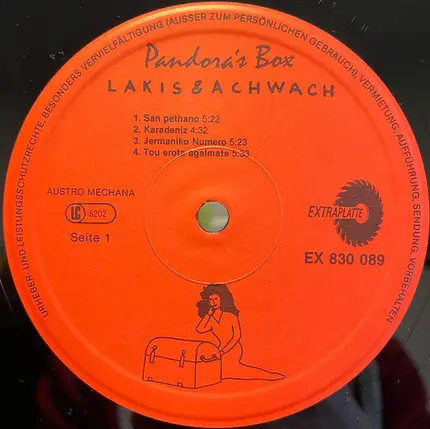 URHEBER UND LEISTUNGSSCHUTZRECHTE, BESONDERS VERVIELFÄLTIGUNG (AUSSER ZUM PERSÖNLICHEN GEBRAUCH), VERMIETUNG, AUFFÜHRUNG, SENDUNG, VORBEHALTEN
Pandora's Box
LAKIS & ACHWACH
1. San pethano 5:22
2. Karadeniz 4:32
3. Jermaniko Numero 5:23
4. Tou erota agalmata 5:33
AUSTRO MECHANA
LC 8202
Seite 1
EXTRAPLATTE
EX 830 089